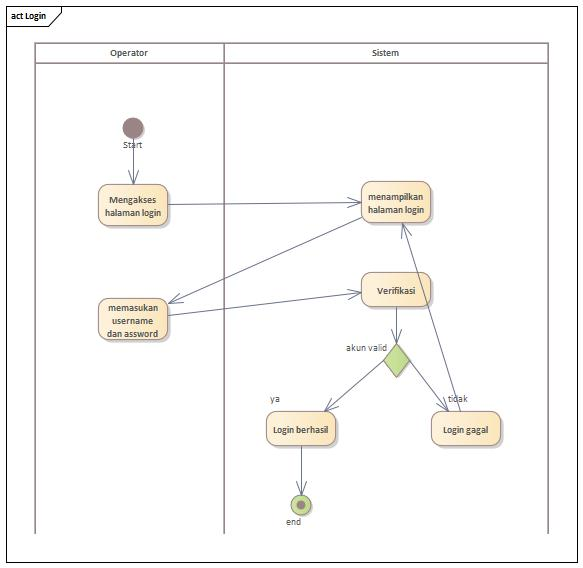 act Login
Operator
Sistem
Start
Mengakses
halaman login
menampilkan
halaman login
memasukan
username
dan assword
Verifikasi
akun valid
ya
tidak
Login berhasil
Login gagal
end